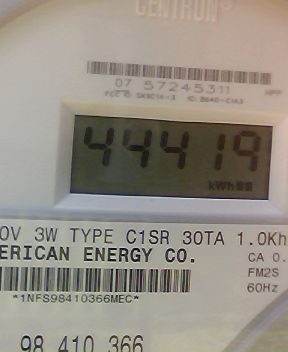 CENTRON®
07 57245311
44419
kWh
0V 3W TYPE C1SR 30TA 1.0Kh
ERICAN ENERGY CO.
CA 0.
FM2S
*1NFS98410366MEC*
60Hz
98 410 366